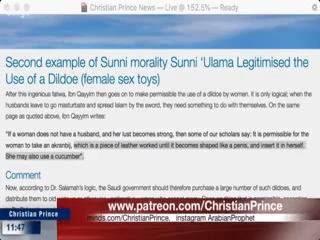 Christian Prince News — Live @ 152.5% — Ready
Second example of Sunni morality Sunni 'Ulama Legitimised the
Use of a Dildoe (female sex toys)
After this ingenious fatwa, Ibn Qayyim then goes on to make permissible the use of a dildoe by women. It is only logical; when the
husbands leave to go masturbate and spread Islam by the sword, they need something to do with themselves. On the same
page as quoted above, Ibn Qayyim writes:
"If a woman does not have a husband, and her lust becomes strong, then some of our scholars say: It is permissible for the
woman to take an akranbij, which is a piece of leather worked until it becomes shaped like a penis, and insert it in herself.
She may also use a cucumber".
Comment
Now, according to Dr. Salamah's logic, the Saudi government should therefore purchase a large number of such dildoes, and
distribute them to
Christian Prince
www.patreon.com/ChristianPrince
11:47
minds.com/ChristianPrince, instagram ArabianProphet